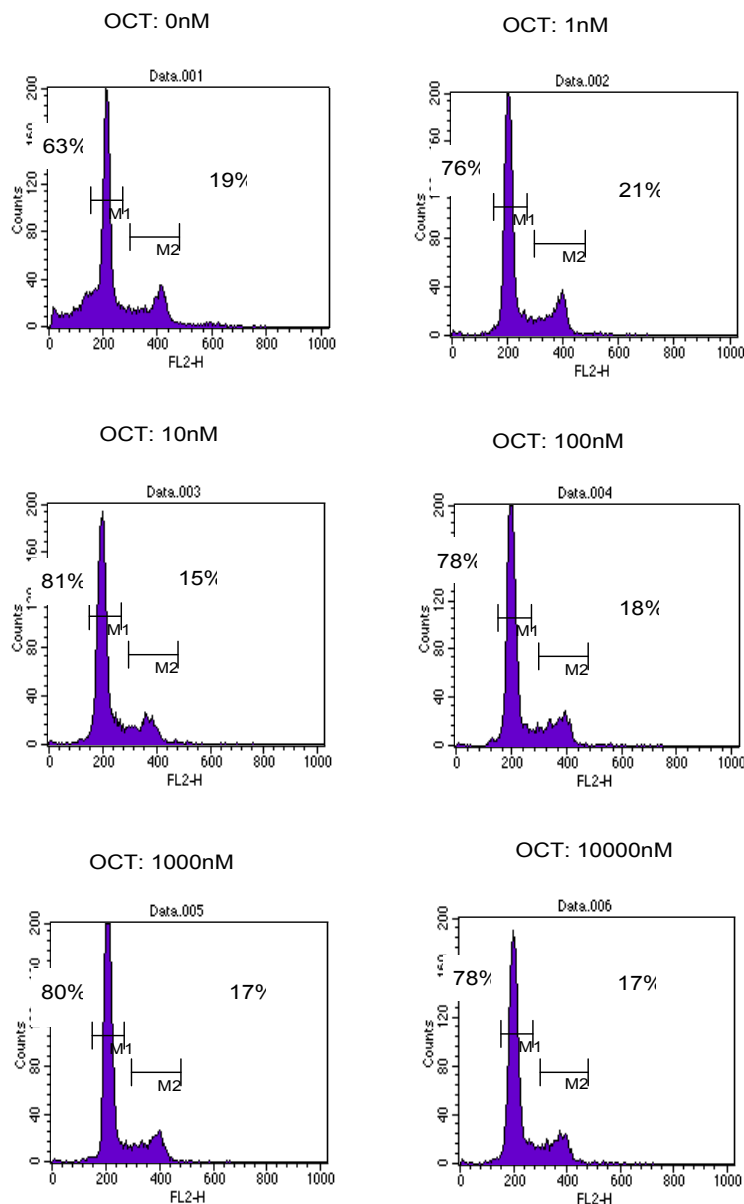 OCT: 0nM
OCT: 1nM
Data.001
200
160
120
80
40
0
Counts
63%
19%
M1
M2
0 200 400 600 800 1000
FL2-H
Data.002
200
160
80
40
0
Counts
76%
21%
M1
M2
0 200 400 600 800 1000
FL2-H
OCT: 10nM
OCT: 100nM
Data.003
200
160
80
40
0
Counts
81%
15%
M1
M2
0 200 400 600 800 1000
FL2-H
Data.004
200
120
80
40
0
Counts
78%
18%
M1
M2
0 200 400 600 800 1000
FL2-H
OCT: 1000nM
OCT: 10000nM
Data.005
200
80
40
0
Counts
80%
17%
M1
M2
0 200 400 600 800 1000
FL2-H
Data.006
200
120
80
40
0
Counts
78%
17%
M1
M2
0 200 400 600 800 1000
FL2-H